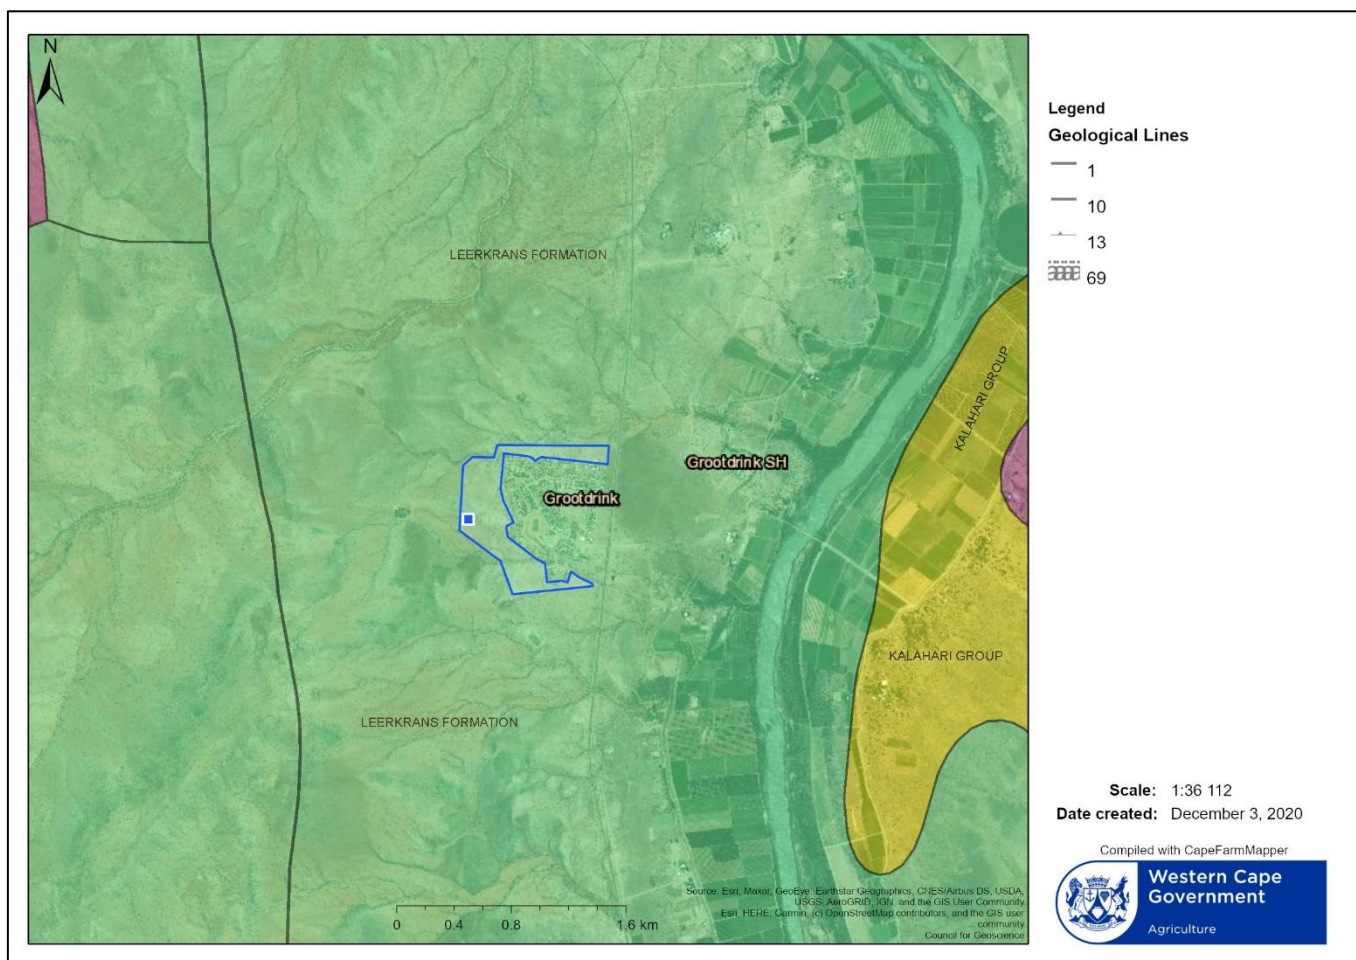 N
LEERKRANS FORMATION
KALAHARI GROUP
Grootdrink SH
Grootdrink
KALAHARI GROUP
LEERKRANS FORMATION
Source: Esri, Maxar, GeoEye, Earthstar Geographics, CNES/Airbus DS, USDA,
USGS, AeroGRID, IGN, and the GIS User Community
Esri, HERE, Garmin, (c) OpenStreetMap contributors, and the GIS user
community
Council for Geoscience
0 0.4 0.8 1.6 km
Legend
Geological Lines
1
10
13
69
Scale: 1:36 112
Date created: December 3, 2020
Compiled with CapeFarmMapper
Western Cape
Government
Agriculture